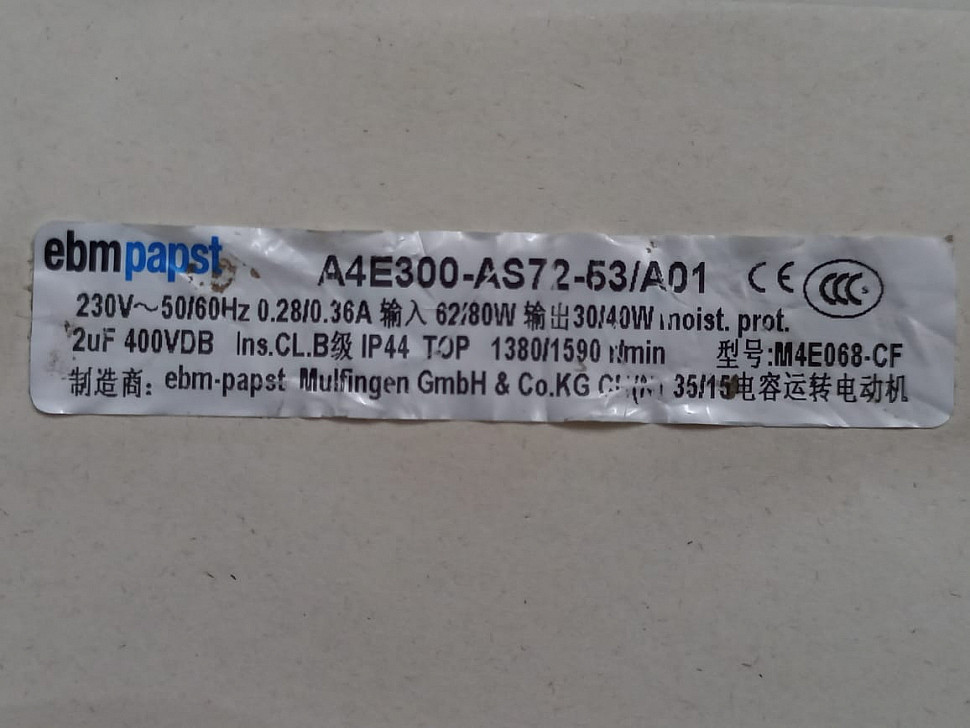 ebmpapst
A4E300-AS72-53/A01 CE CCC S
230V～50/60Hz 0.28/0.36A 输入 62/80W 输出30/40W moist. prot.
2uF 400VDB Ins.CL.B级 IP44 TOP 1380/1590 r/min 型号:M4E068-CF
制造商：ebm-papst Mulfingen GmbH & Co.KG 35/15电容运转电动机